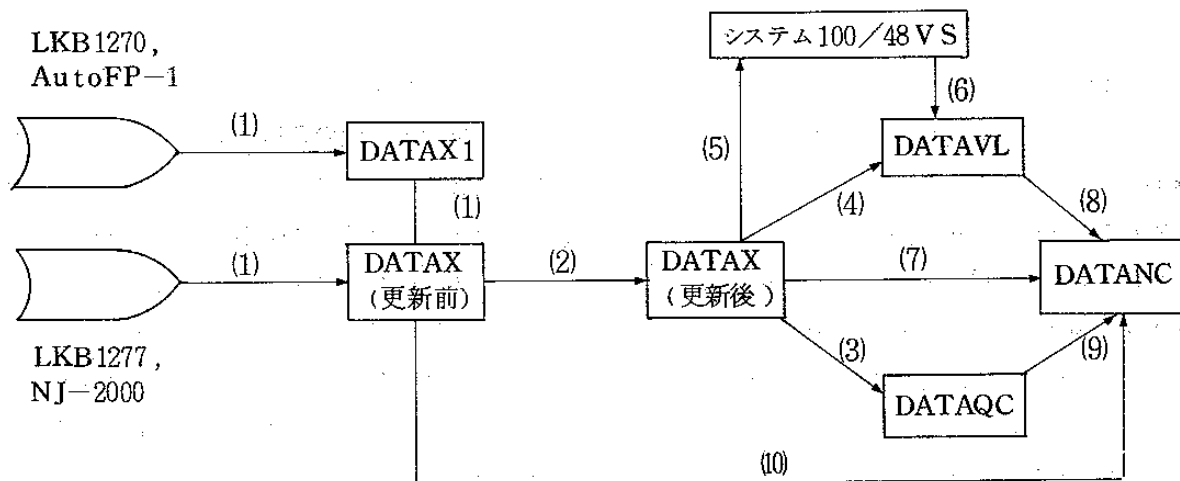 LKB1270,
AutoFP-1
(1)
DATAX1
(1)
システム100/48VS
(6)
(5)
DATAVL
(4)
(8)
(1)
DATAX
(更新前)
(2)
DATAX
(更新後)
(7)
DATANC
LKB1277,
NJ-2000
(3)
(9)
DATAQC
(10)